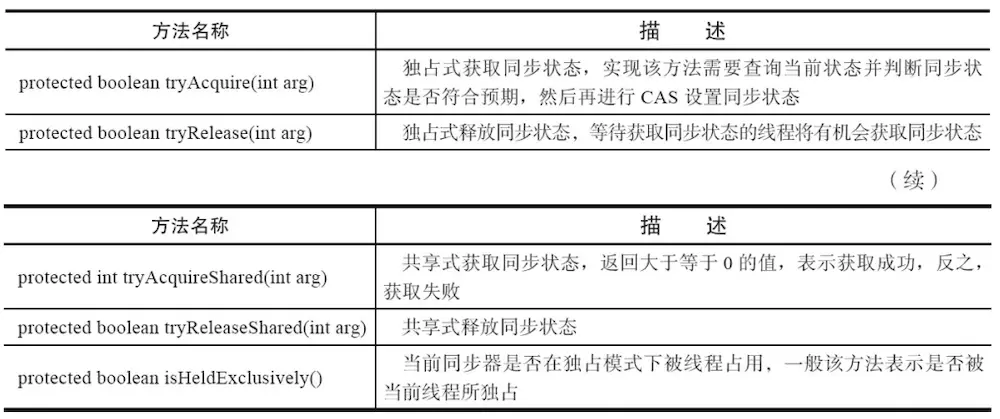 方法名称 描 述
protected boolean tryAcquire(int arg) 独占式获取同步状态，实现该方法需要查询当前状态并判断同步状
态是否符合预期，然后再进行 CAS 设置同步状态
protected boolean tryRelease(int arg) 独占式释放同步状态，等待获取同步状态的线程将有机会获取同步状态
（续）
方法名称 描 述
protected int tryAcquireShared(int arg) 共享式获取同步状态，返回大于等于 0 的值，表示获取成功，反之，
获取失败
protected boolean tryReleaseShared(int arg) 共享式释放同步状态
protected boolean isHeldExclusively() 当前同步器是否在独占模式下被线程占用，一般该方法表示是否被
当前线程所独占